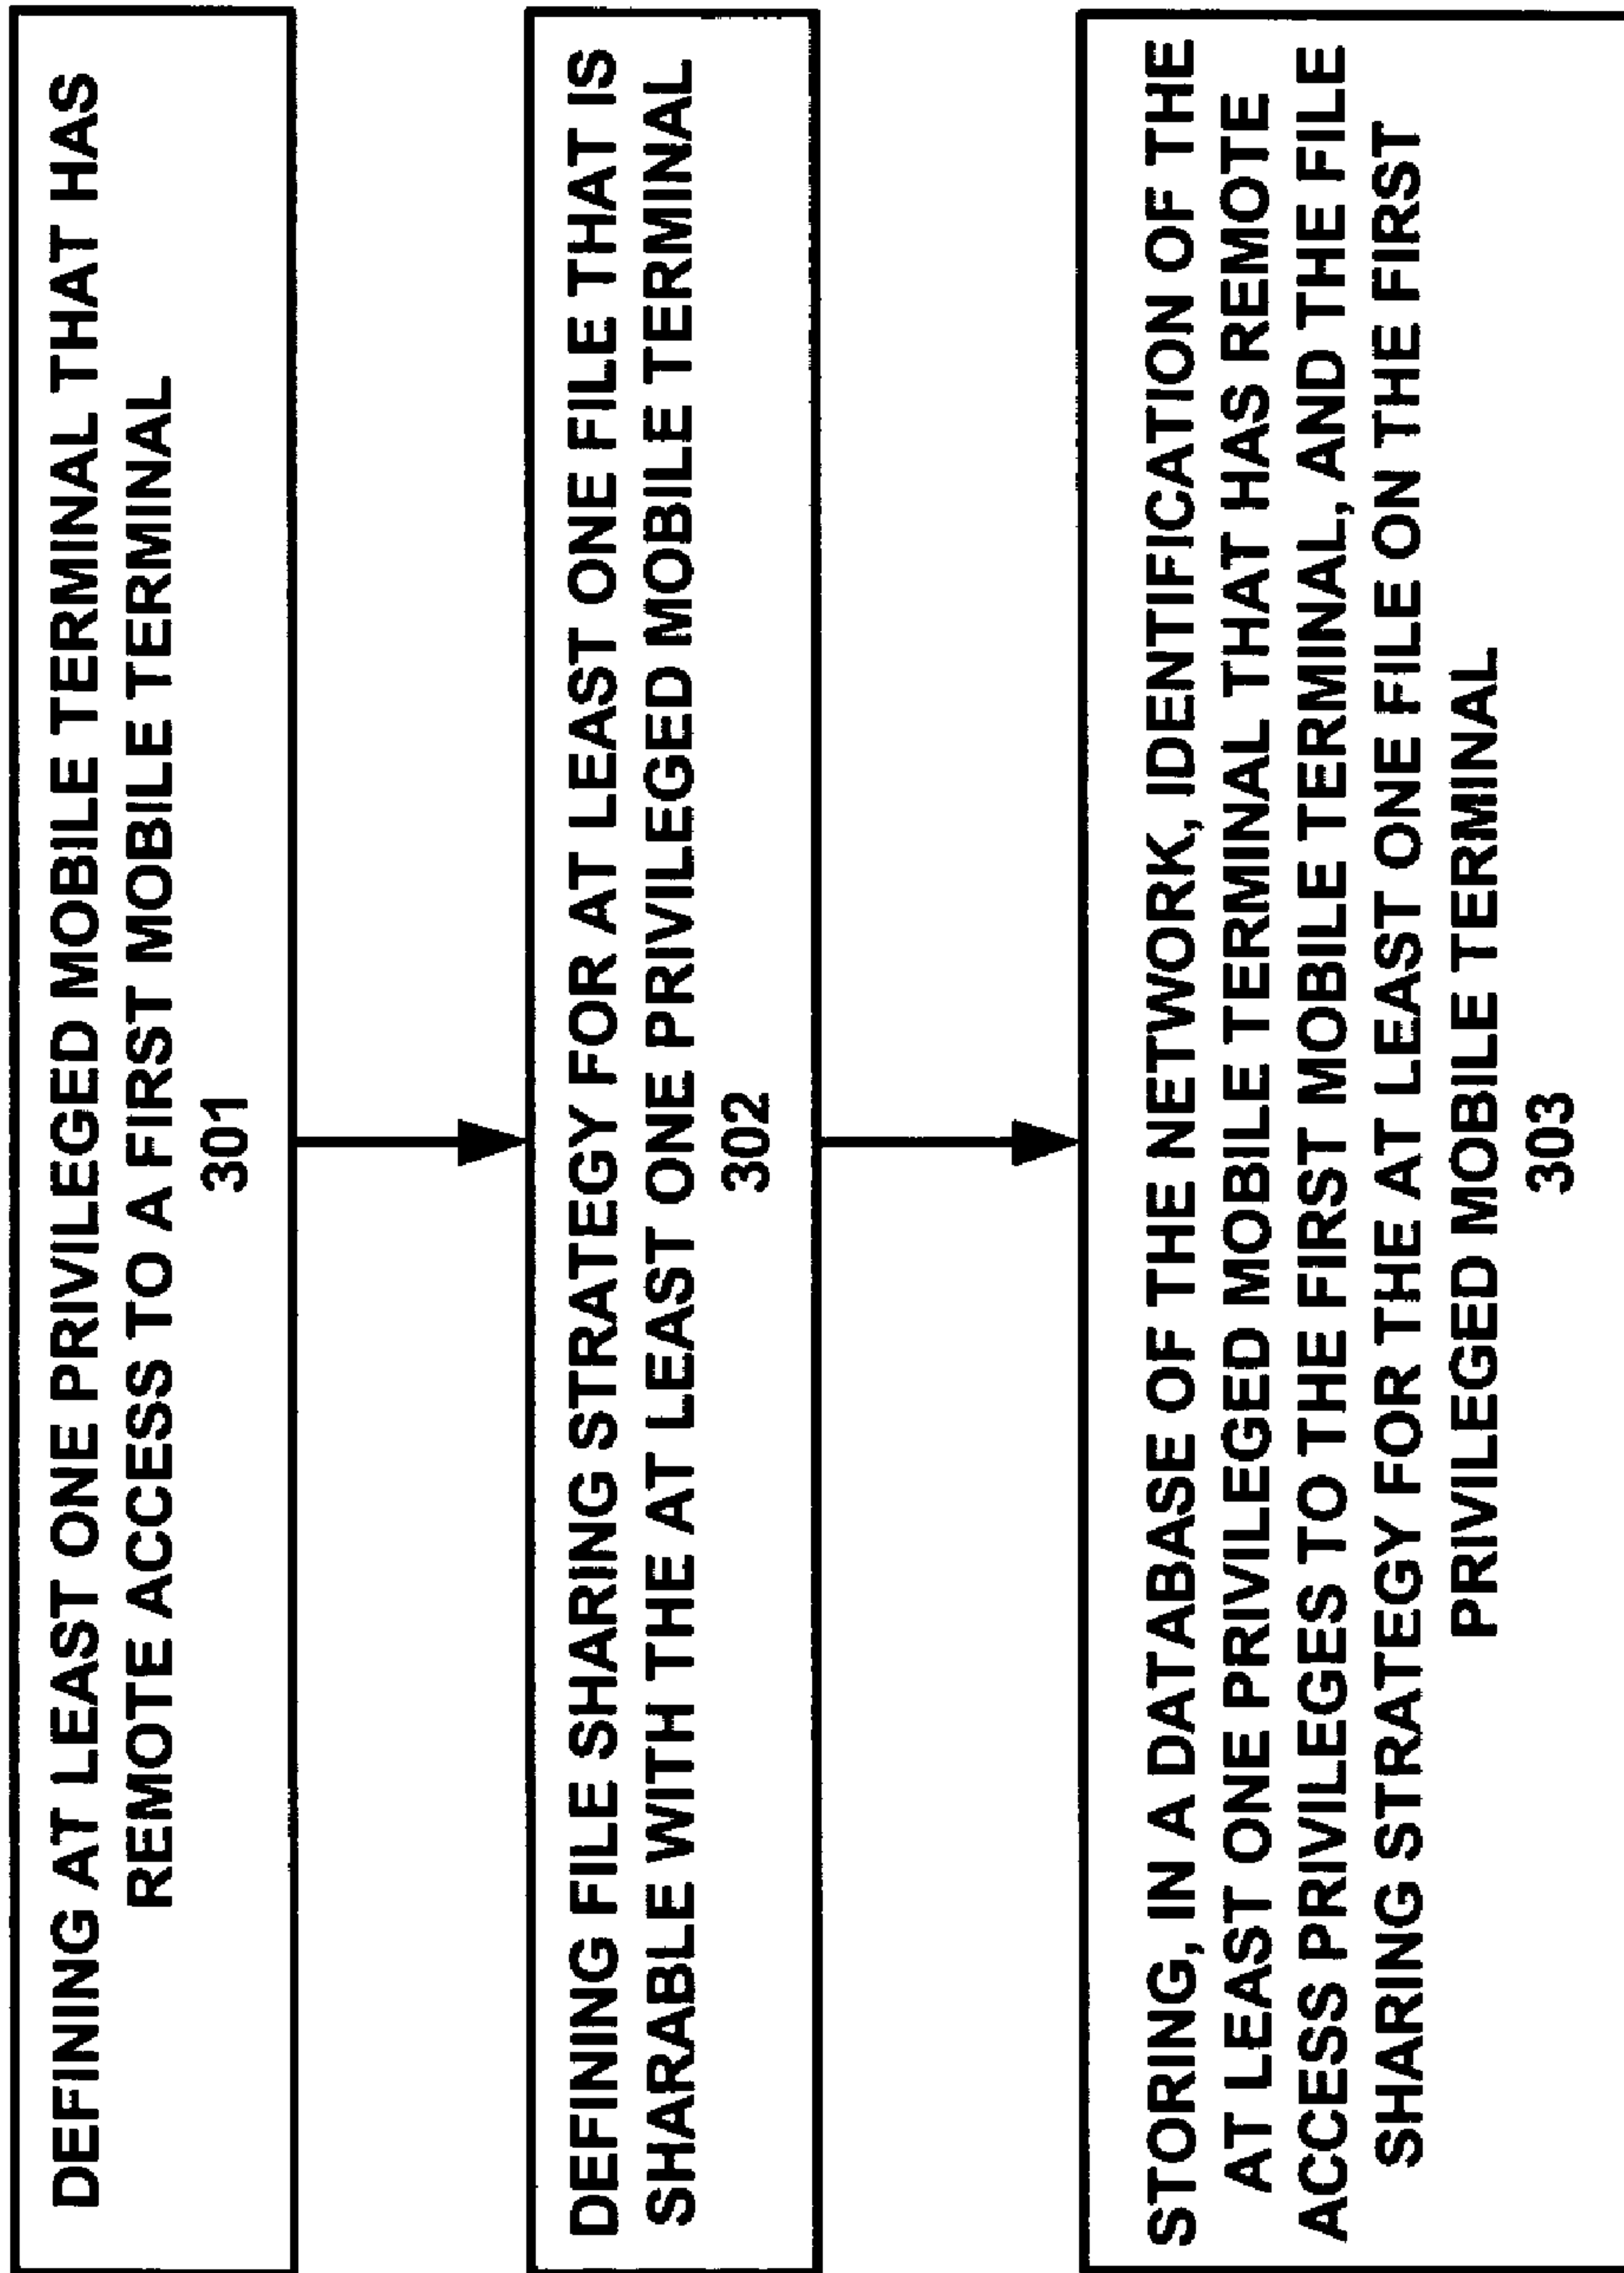 DEFINING AT LEAST ONE PRIVILEGED MOBILE TERMINAL THAT HAS
REMOTE ACCESS TO A FIRST MOBILE TERMINAL
301
DEFINING FILE SHARING STRATEGY FOR AT LEAST ONE FILE THAT IS
SHARABLE WITH THE AT LEAST ONE PRIVILEGED MOBILE TERMINAL
302
STORING, IN A DATABASE OF THE NETWORK, IDENTIFICATION OF THE
AT LEAST ONE PRIVILEGED MOBILE TERMINAL THAT HAS REMOTE
ACCESS PRIVILEGES TO THE FIRST MOBILE TERMINAL, AND THE FILE
SHARING STRATEGY FOR THE AT LEAST ONE FILE ON THE FIRST
PRIVILEGED MOBILE TERMINAL
303